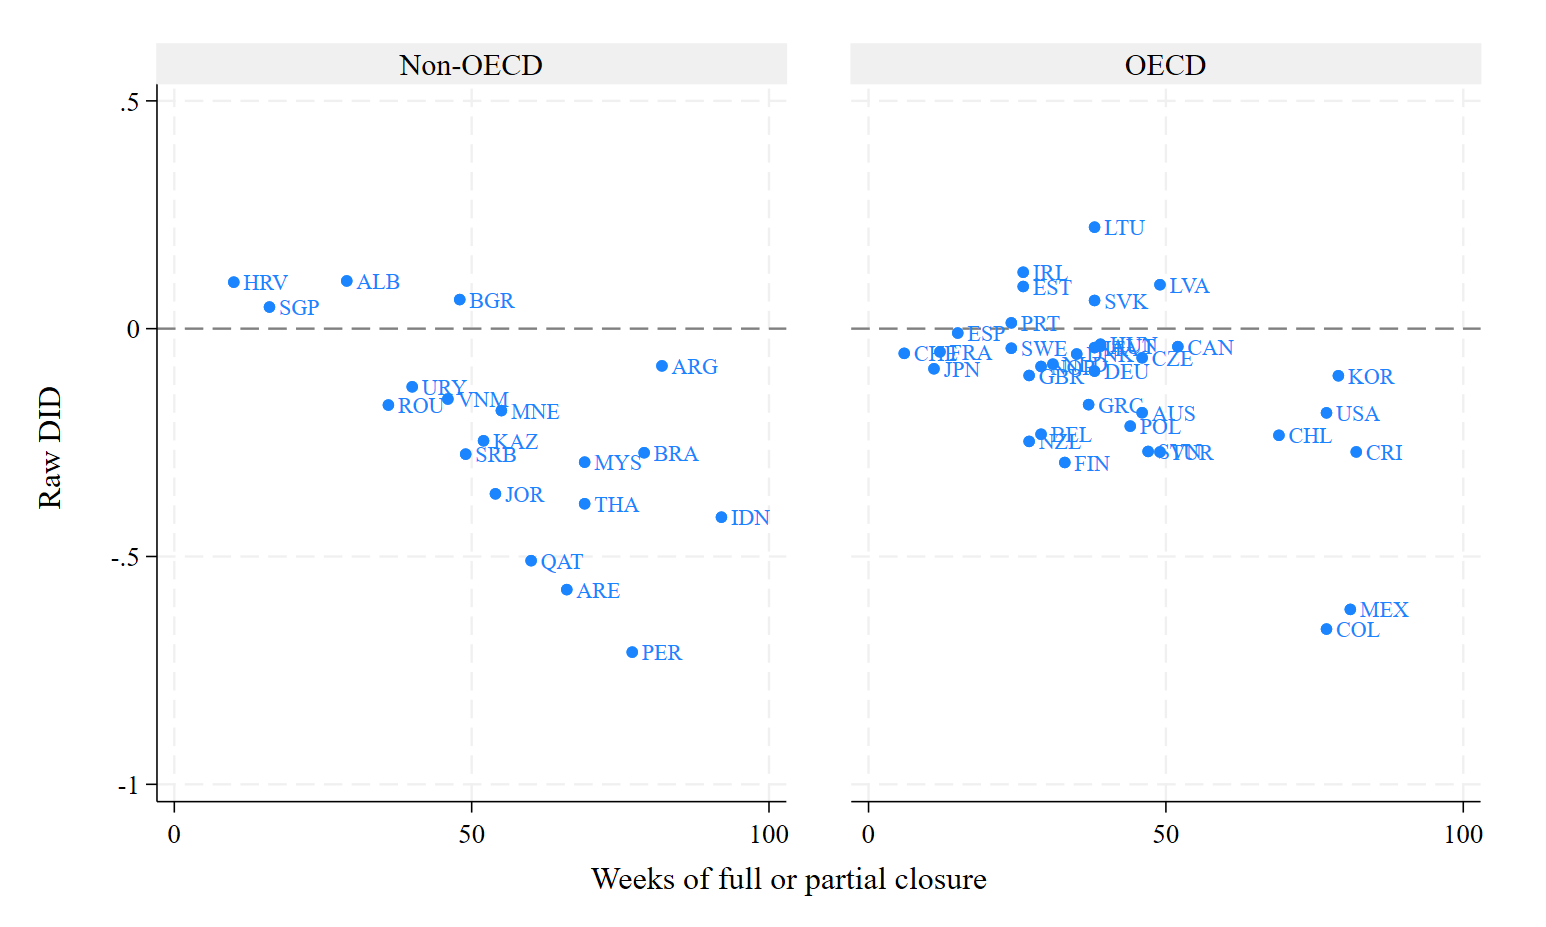 Non-OECD
OECD
.5
0
-.5
-1
Raw DID
HRV
ALB
SGP
BGR
ARG
URY
VNM
ROU
MNE
KAZ
SRB
BRA
MYS
JOR
THA
IDN
QAT
ARE
PER
LTU
IRL
EST
LVA
SVK
PRT
ESP
SWE
CAN
CHE
FRA
CZE
JPN
GBR
DEU
KOR
GRC
AUS
USA
POL
BEL
CHL
NZL
TUR
CRI
FIN
MEX
COL
0
50
100
0
50
100
Weeks of full or partial closure